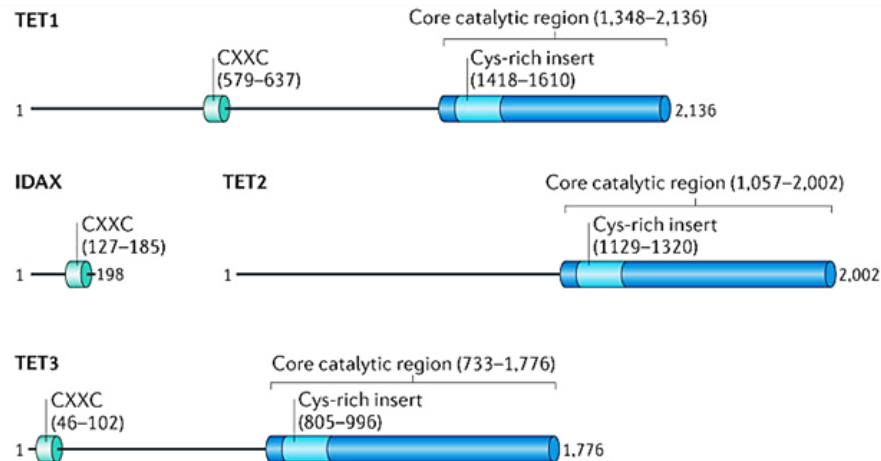 TET1
Core catalytic region (1,348–2,136)
CXXC
(579–637)
Cys-rich insert
(1418–1610)
1
2,136
IDAX
TET2
Core catalytic region (1,057–2,002)
CXXC
(127–185)
Cys-rich insert
(1129–1320)
1
198
1
2,002
TET3
Core catalytic region (733–1,776)
CXXC
(46–102)
Cys-rich insert
(805–996)
1
1,776